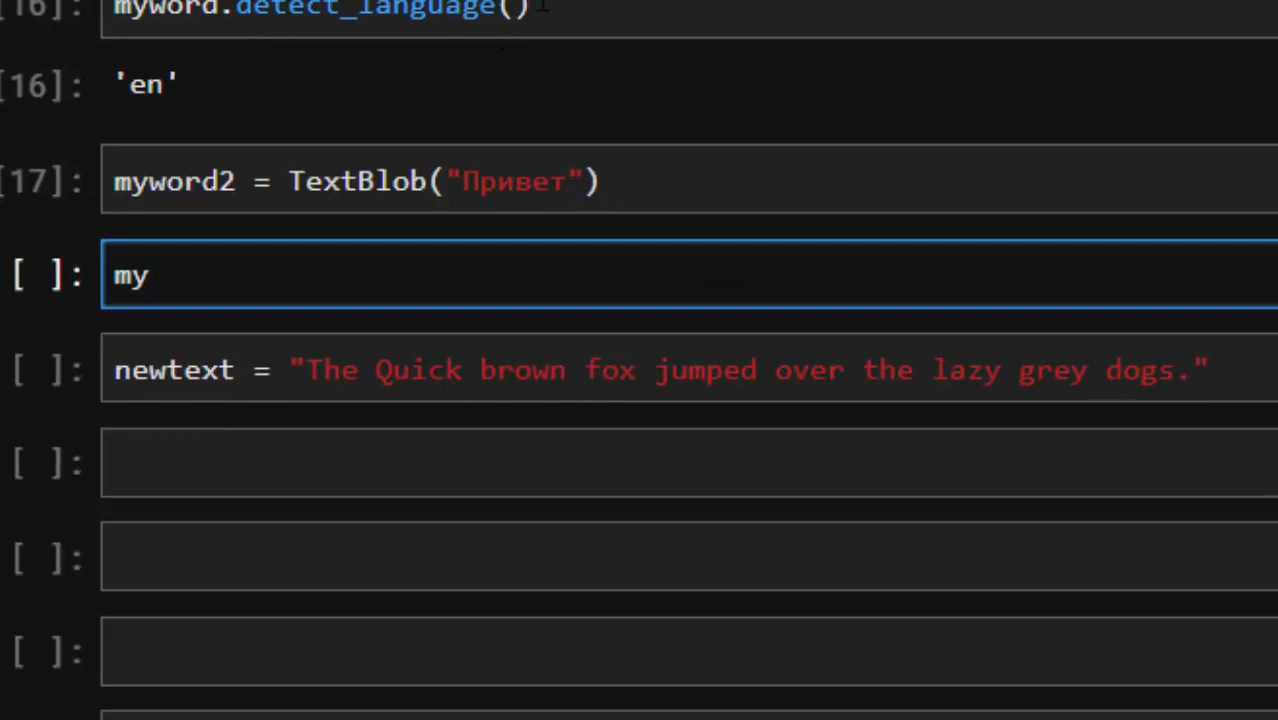 [16]: myword.detect_language()
[16]: 'en'
[17]: myword2 = TextBlob("Привет")
[ ]: my
[ ]: newtext = "The Quick brown fox jumped over the lazy grey dogs."
[ ]:
[ ]:
[ ]: